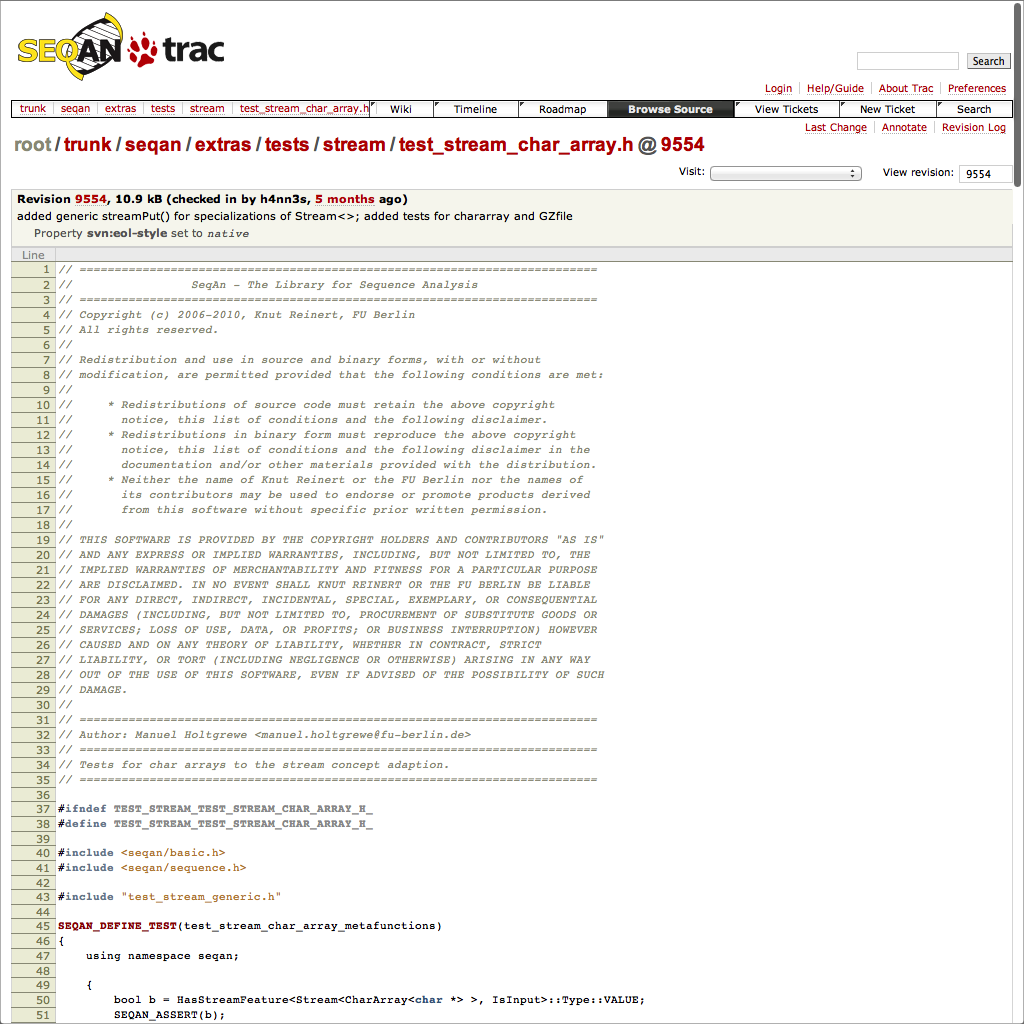 SEQAN trac
Search
Login Help/Guide About Trac Preferences
trunk seqan extras tests stream test_stream_char_array.h Wiki Timeline Roadmap Browse Source View Tickets New Ticket Search
Last Change Annotate Revision Log
root/trunk/seqan/extras/tests/stream/test_stream_char_array.h @ 9554
Visit: View revision: 9554
Revision 9554, 10.9 kB (checked in by h4nn3s, 5 months ago)
added generic streamPut() for specializations of Stream<>; added tests for chararray and GZfile
Property svn:eol-style set to native
Line
1 // ==========================================================================
2 // SeqAn - The Library for Sequence Analysis
3 // ==========================================================================
4 // Copyright (c) 2006-2010, Knut Reinert, FU Berlin
5 // All rights reserved.
6 //
7 // Redistribution and use in source and binary forms, with or without
8 // modification, are permitted provided that the following conditions are met:
9 //
10 // * Redistributions of source code must retain the above copyright
11 // notice, this list of conditions and the following disclaimer.
12 // * Redistributions in binary form must reproduce the above copyright
13 // notice, this list of conditions and the following disclaimer in the
14 // documentation and/or other materials provided with the distribution.
15 // * Neither the name of Knut Reinert or the FU Berlin nor the names of
16 // its contributors may be used to endorse or promote products derived
17 // from this software without specific prior written permission.
18 //
19 // THIS SOFTWARE IS PROVIDED BY THE COPYRIGHT HOLDERS AND CONTRIBUTORS "AS IS"
20 // AND ANY EXPRESS OR IMPLIED WARRANTIES, INCLUDING, BUT NOT LIMITED TO, THE
21 // IMPLIED WARRANTIES OF MERCHANTABILITY AND FITNESS FOR A PARTICULAR PURPOSE
22 // ARE DISCLAIMED. IN NO EVENT SHALL KNUT REINERT OR THE FU BERLIN BE LIABLE
23 // FOR ANY DIRECT, INDIRECT, INCIDENTAL, SPECIAL, EXEMPLARY, OR CONSEQUENTIAL
24 // DAMAGES (INCLUDING, BUT NOT LIMITED TO, PROCUREMENT OF SUBSTITUTE GOODS OR
25 // SERVICES; LOSS OF USE, DATA, OR PROFITS; OR BUSINESS INTERRUPTION) HOWEVER
26 // CAUSED AND ON ANY THEORY OF LIABILITY, WHETHER IN CONTRACT, STRICT
27 // LIABILITY, OR TORT (INCLUDING NEGLIGENCE OR OTHERWISE) ARISING IN ANY WAY
28 // OUT OF THE USE OF THIS SOFTWARE, EVEN IF ADVISED OF THE POSSIBILITY OF SUCH
29 // DAMAGE.
30 //
31 // ==========================================================================
32 // Author: Manuel Holtgrewe <manuel.holtgrewe@fu-berlin.de>
33 // ==========================================================================
34 // Tests for char arrays to the stream concept adaption.
35 // ==========================================================================
36
37 #ifndef TEST_STREAM_TEST_STREAM_CHAR_ARRAY_H_
38 #define TEST_STREAM_TEST_STREAM_CHAR_ARRAY_H_
39
40 #include <seqan/basic.h>
41 #include <seqan/sequence.h>
42
43 #include "test_stream_generic.h"
44
45 SEQAN_DEFINE_TEST(test_stream_char_array_metafunctions)
46 {
47 using namespace seqan;
48
49 {
50 bool b = HasStreamFeature<Stream<CharArray<char *> >, IsInput>::Type::VALUE;
51 SEQAN_ASSERT(b);